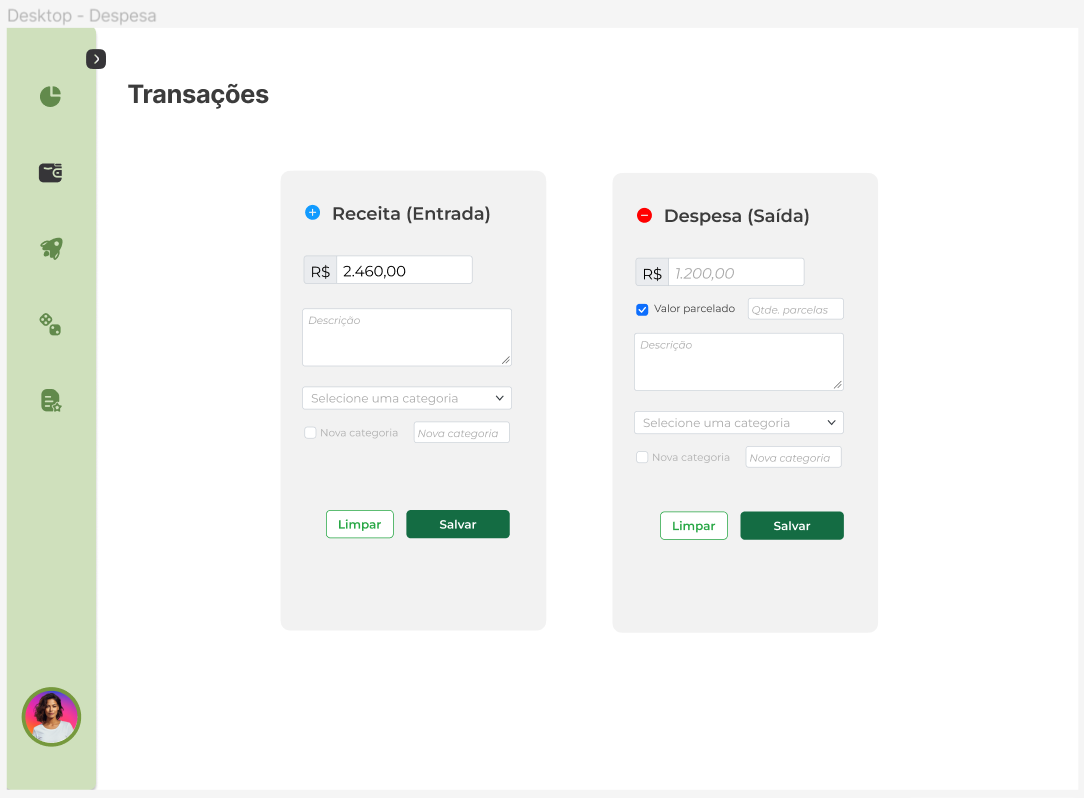 Desktop - Despesa
Transações
Receita (Entrada)
R$ 2.460,00
Descrição
Selecione uma categoria
Nova categoria Nova categoria
Limpar Salvar
Despesa (Saída)
R$ 1.200,00
Valor parcelado Qtde. parcelas
Descrição
Selecione uma categoria
Nova categoria Nova categoria
Limpar Salvar